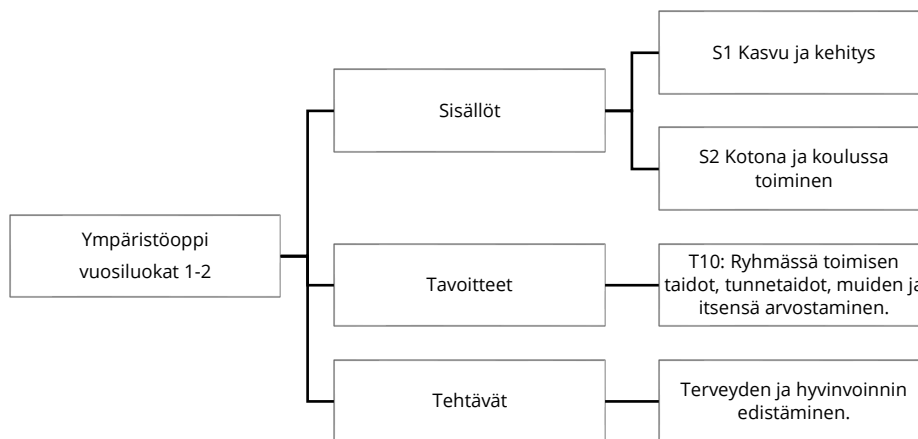 Ympäristöoppi
vuosiluokat 1-2
Sisällöt
S1 Kasvu ja kehitys
S2 Kotona ja koulussa
toiminen
Tavoitteet
T10: Ryhmässä toimisen
taidot, tunnetaidot, muiden ja
itsensä arvostaminen.
Tehtävät
Terveyden ja hyvinvoinnin
edistäminen.